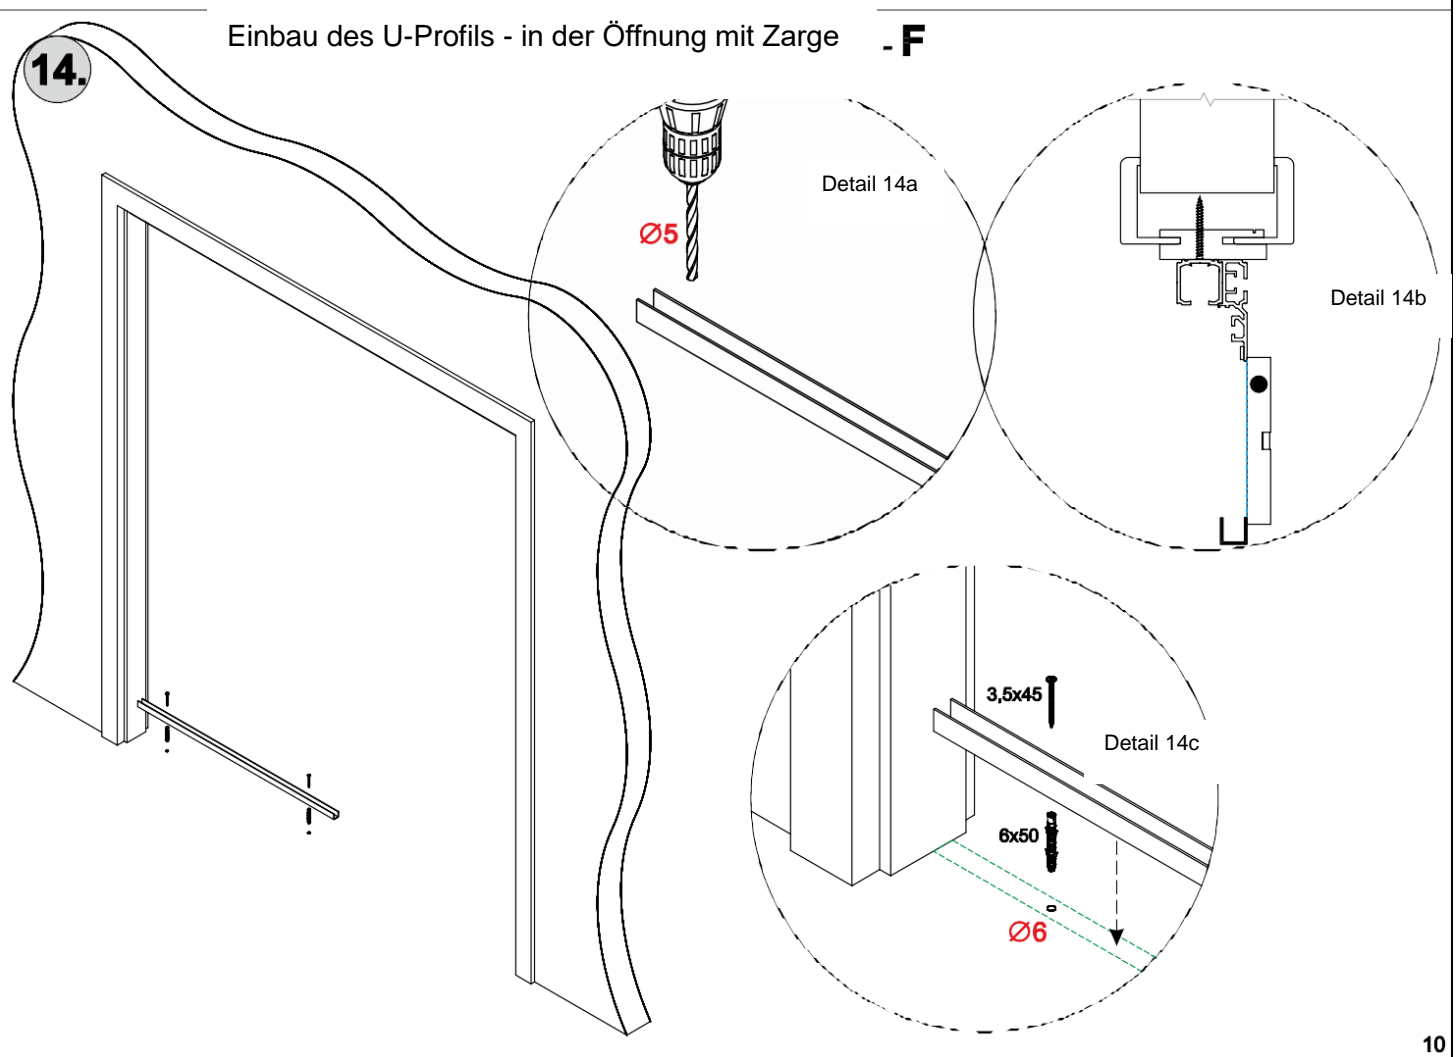 Einbau des U-Profils - in der Öffnung mit Zarge - F
14.
Detail 14a
Ø5
Detail 14b
3,5x45
Detail 14c
6x50
Ø6
10